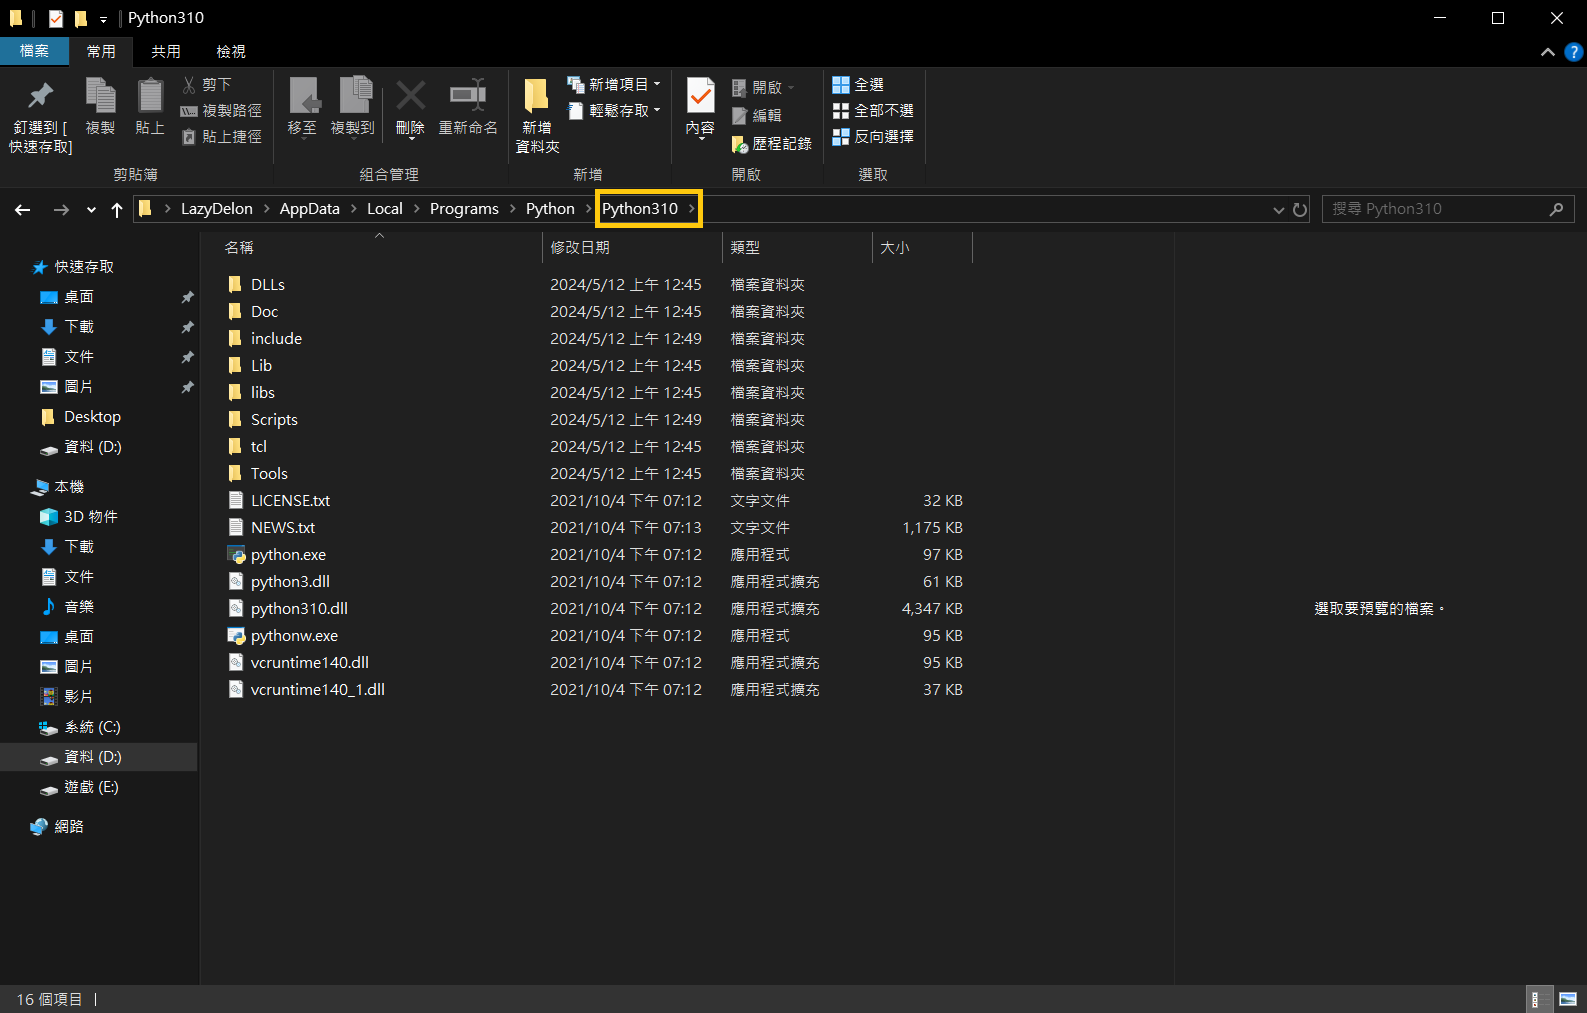 Python310
檔案 常用 共用 檢視
釘選到 [
快速存取]
複製
貼上
剪下
複製路徑
貼上捷徑
剪貼簿
移至
複製到
刪除
重新命名
組合管理
新增
資料夾
新增項目
輕鬆存取
新增
內容
開啟
編輯
歷程記錄
開啟
全選
全部不選
反向選擇
選取
LazyDelon > AppData > Local > Programs > Python > Python310 >
搜尋 Python310
快速存取
桌面
下載
文件
圖片
Desktop
資料 (D:)
本機
3D 物件
下載
文件
音樂
桌面
圖片
影片
系統 (C:)
資料 (D:)
遊戲 (E:)
網路
名稱 修改日期 類型 大小
DLLs 2024/5/12 上午 12:45 檔案資料夾
Doc 2024/5/12 上午 12:45 檔案資料夾
include 2024/5/12 上午 12:49 檔案資料夾
Lib 2024/5/12 上午 12:45 檔案資料夾
libs 2024/5/12 上午 12:45 檔案資料夾
Scripts 2024/5/12 上午 12:49 檔案資料夾
tcl 2024/5/12 上午 12:45 檔案資料夾
Tools 2024/5/12 上午 12:45 檔案資料夾
LICENSE.txt 2021/10/4 下午 07:12 文字文件 32 KB
NEWS.txt 2021/10/4 下午 07:13 文字文件 1,175 KB
python.exe 2021/10/4 下午 07:12 應用程式 97 KB
python3.dll 2021/10/4 下午 07:12 應用程式擴充 61 KB
python310.dll 2021/10/4 下午 07:12 應用程式擴充 4,347 KB
pythonw.exe 2021/10/4 下午 07:12 應用程式 95 KB
vcruntime140.dll 2021/10/4 下午 07:12 應用程式擴充 95 KB
vcruntime140_1.dll 2021/10/4 下午 07:12 應用程式擴充 37 KB
選取要預覽的檔案。
16 個項目